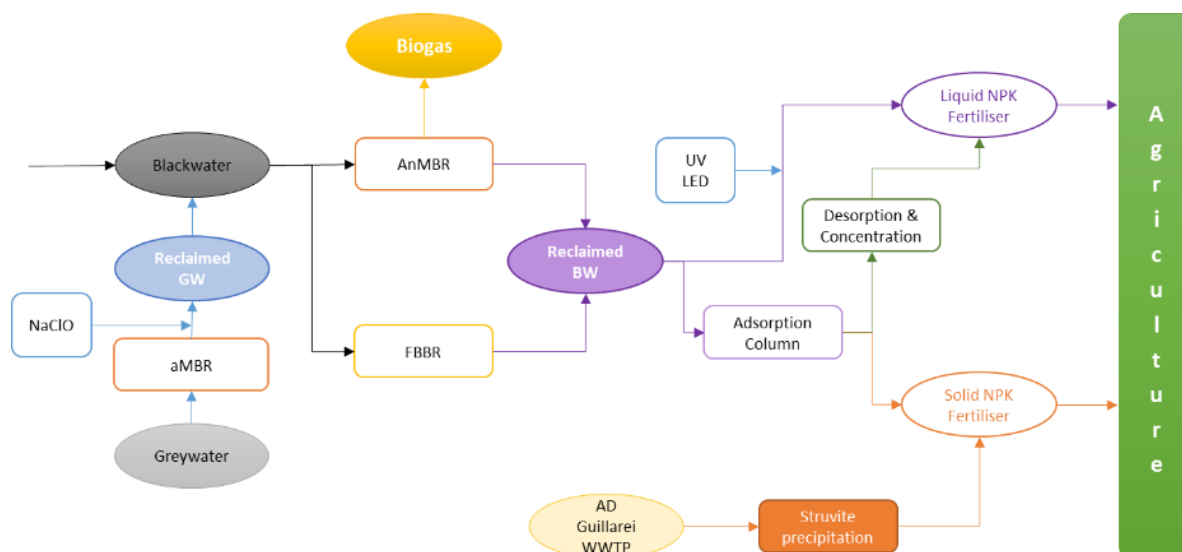 Biogas
Blackwater
AnMBR
UV
LED
Liquid NPK
Fertiliser
Desorption &
Concentration
Reclaimed
GW
Reclaimed
BW
NaClO
aMBR
FBBR
Adsorption
Column
Solid NPK
Fertiliser
Greywater
AD
Guillarei
WWTP
Struvite
precipitation
A
g
r
i
c
u
l
t
u
r
e